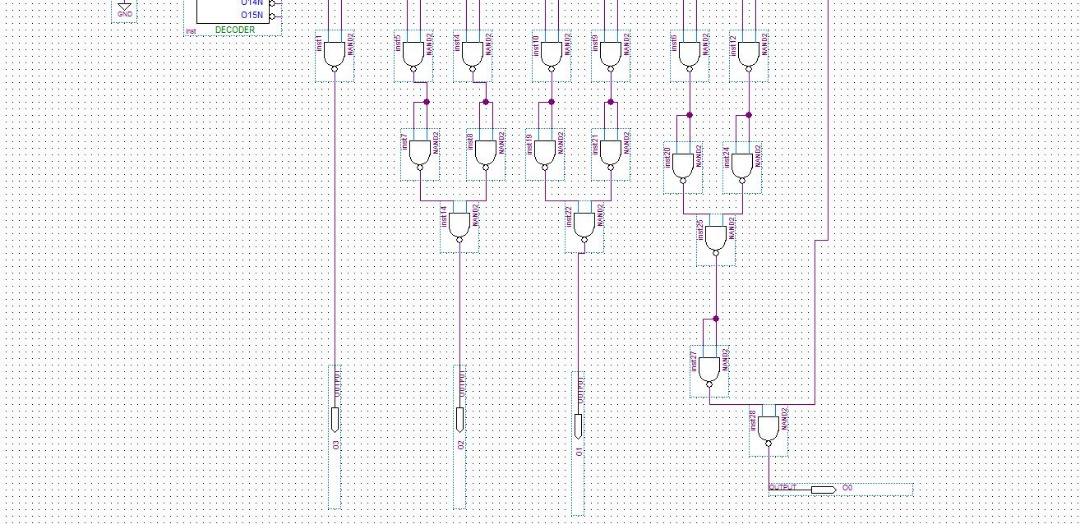 O14N
O15N
GND
inst
DECODER
inst1
NAND2
inst5
NAND2
inst4
NAND2
inst10
NAND2
inst9
NAND2
inst6
NAND2
inst12
NAND2
inst7
NAND2
inst8
NAND2
inst19
NAND2
inst21
NAND2
inst20
NAND2
inst24
NAND2
inst14
NAND2
inst22
NAND2
inst25
NAND2
inst27
NAND2
inst28
NAND2
OUTPUT
O3
OUTPUT
O2
OUTPUT
O1
OUTPUT
O0